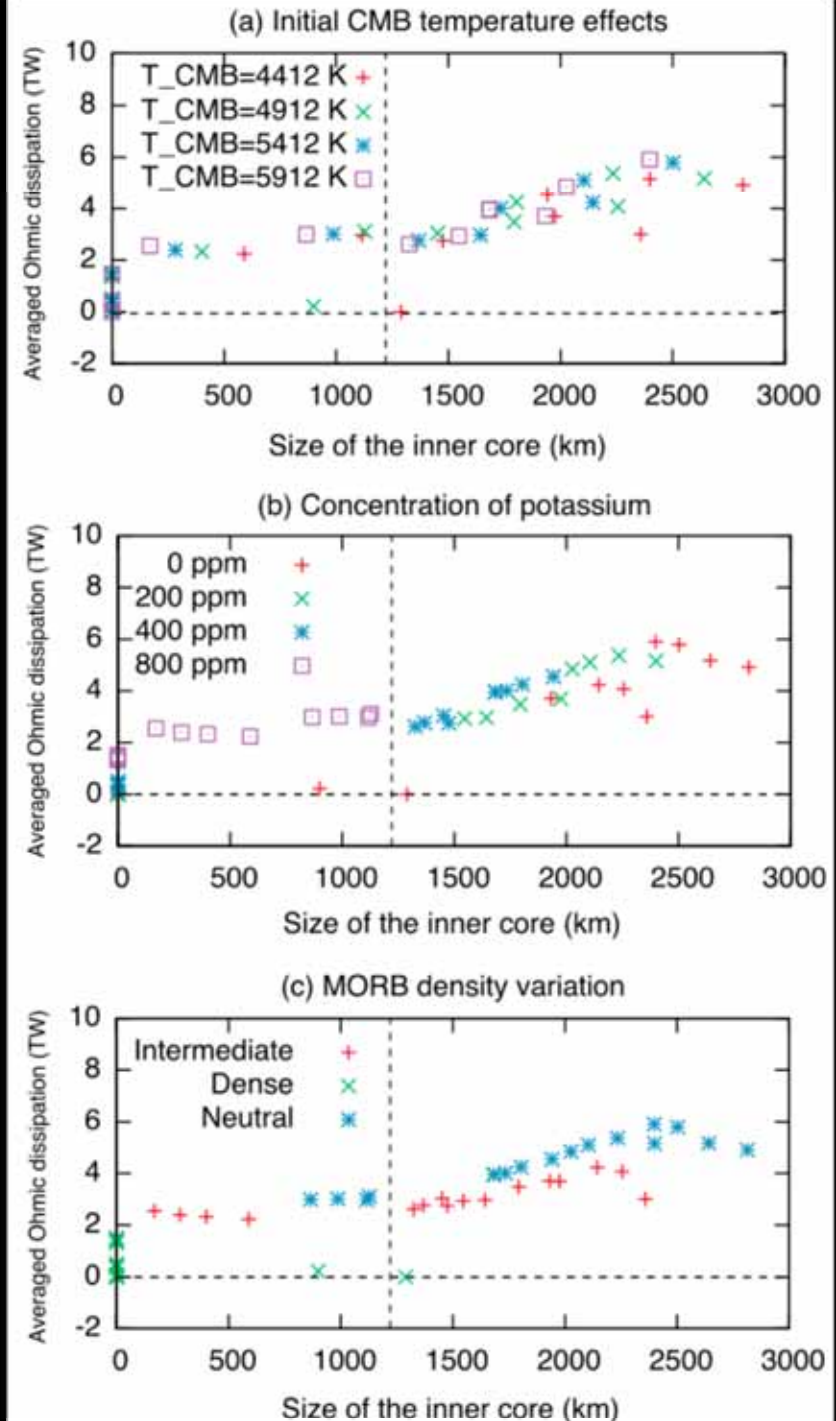 (a) Initial CMB temperature effects
Averaged Ohmic dissipation (TW)
10
8
6
4
2
0
-2
T_CMB=4412 K
T_CMB=4912 K
T_CMB=5412 K
T_CMB=5912 K
0 500 1000 1500 2000 2500 3000
Size of the inner core (km)
(b) Concentration of potassium
Averaged Ohmic dissipation (TW)
10
8
6
4
2
0
-2
0 ppm
200 ppm
400 ppm
800 ppm
0 500 1000 1500 2000 2500 3000
Size of the inner core (km)
(c) MORB density variation
Averaged Ohmic dissipation (TW)
10
8
6
4
2
0
-2
Intermediate
Dense
Neutral
0 500 1000 1500 2000 2500 3000
Size of the inner core (km)